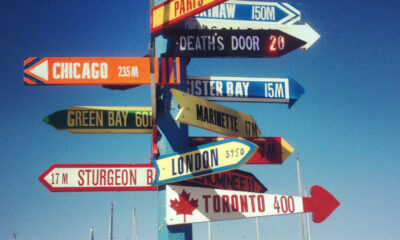 PARIS
150M
DEATH'S DOOR 20
CHICAGO 235M
BAY 15M
GREEN BAY 60
MARINETTE
LONDON 3950
17M STURGEON B
TORONTO 400